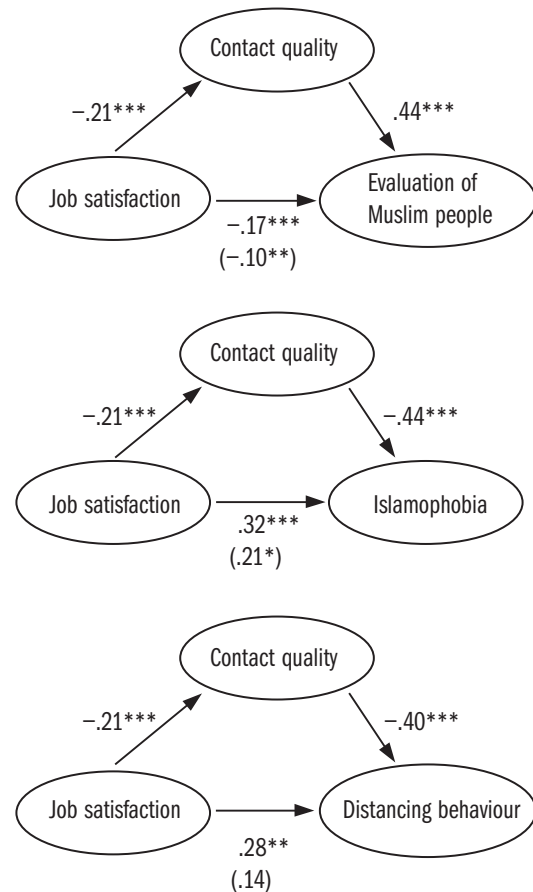 Contact quality
–.21***
.44***
Job satisfaction
Evaluation of
Muslim people
–.17***
(–.10**)
Contact quality
–.21***
–.44***
Job satisfaction
Islamophobia
.32***
(.21*)
Contact quality
–.21***
–.40***
Job satisfaction
Distancing behaviour
.28**
(.14)